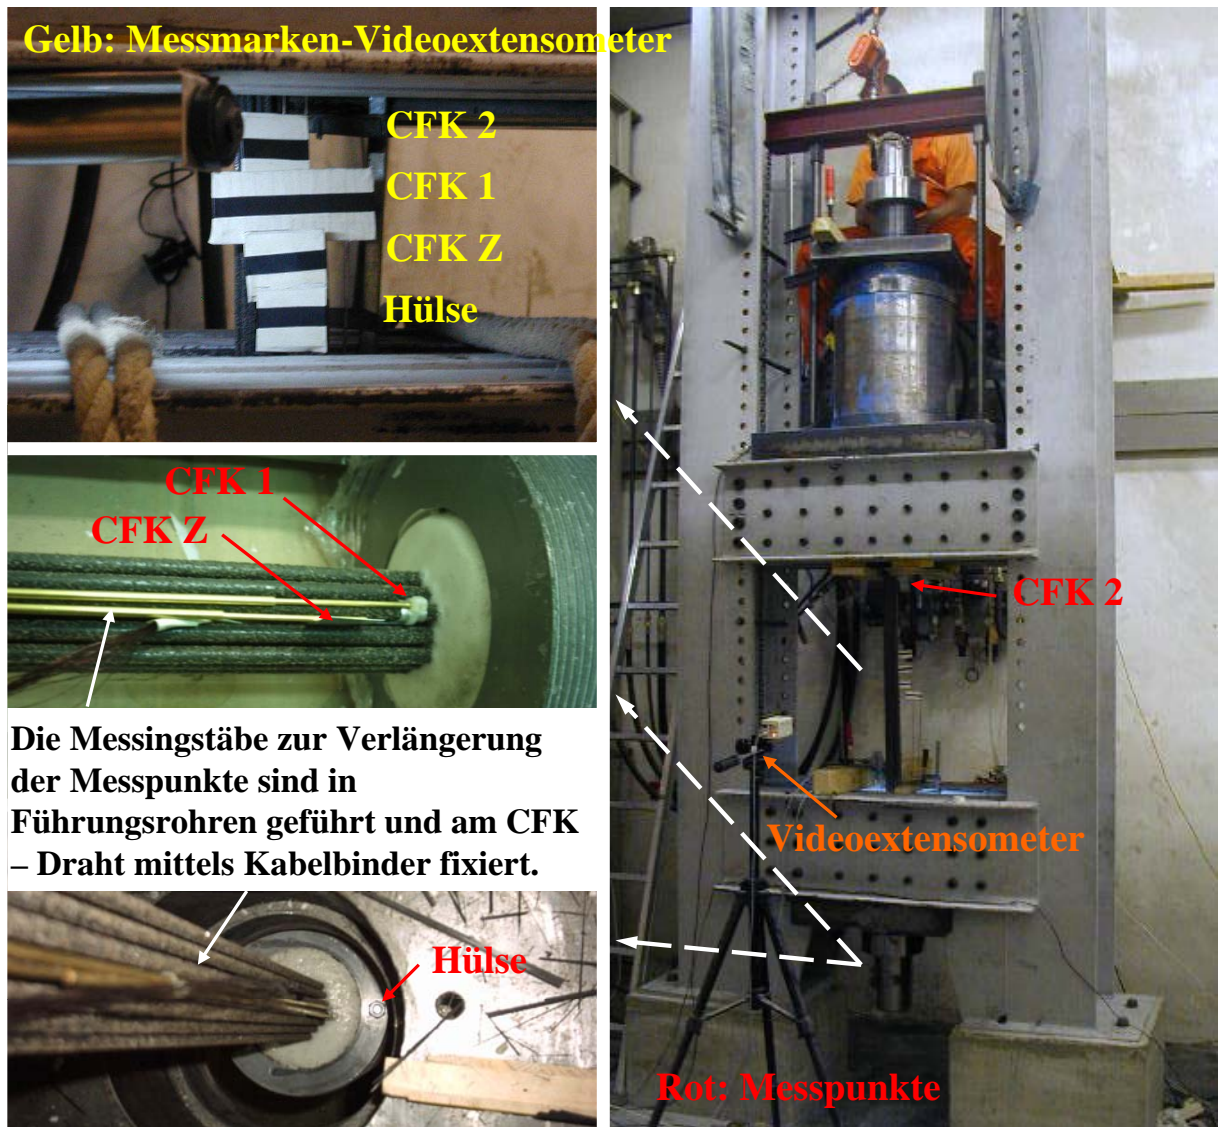 Gelb: Messmarken-Videoextensometer
CFK 2
CFK 1
CFK Z
Hülse
CFK 1
CFK Z
Die Messingstäbe zur Verlängerung
der Messpunkte sind in
Führungsrohren geführt und am CFK
– Draht mittels Kabelbinder fixiert.
Hülse
CFK 2
Videoextensometer
Rot: Messpunkte